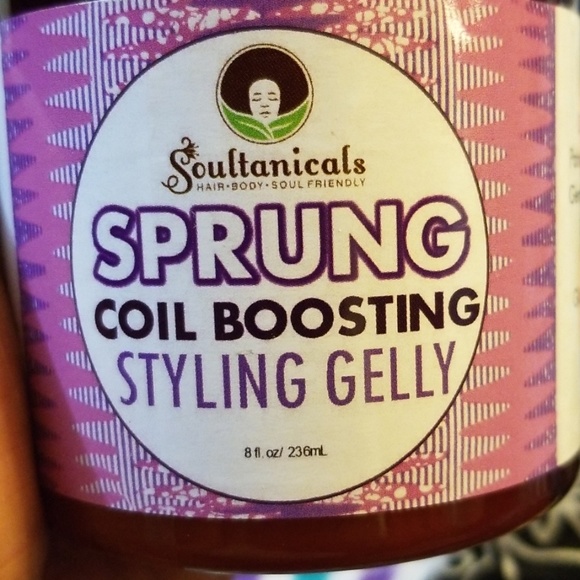 Soultanicals
HAIR•BODY•SOUL FRIENDLY
SPRUNG
COIL BOOSTING
STYLING GELLY
8 fl. oz/ 236mL